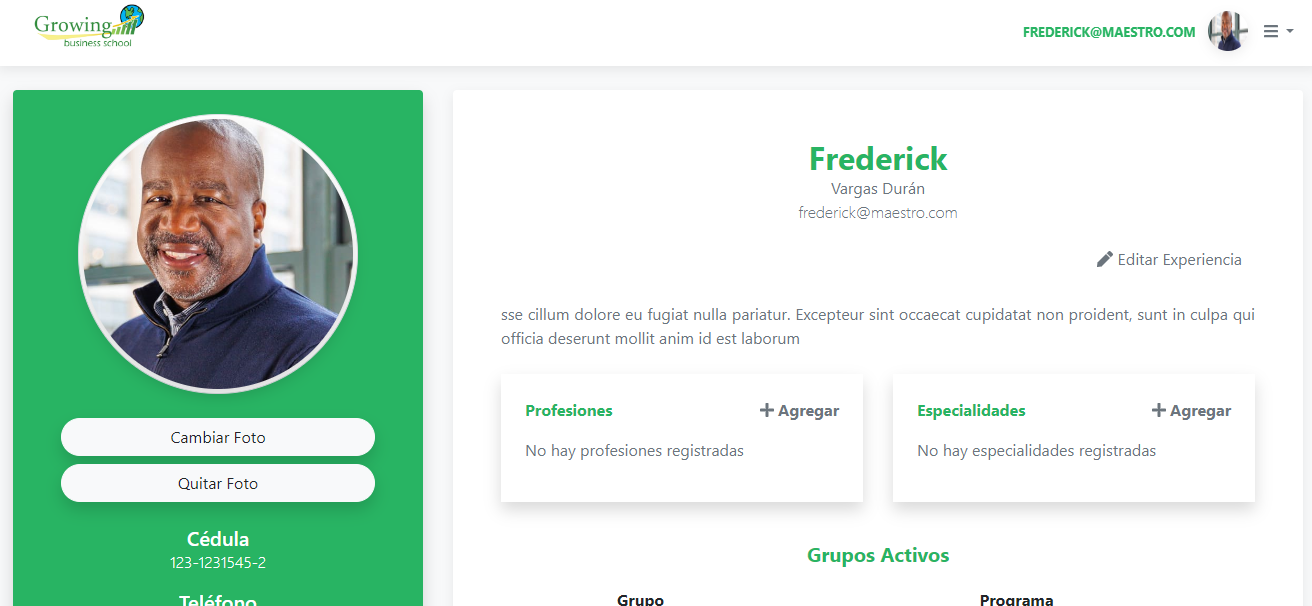 Growing
business school
FREDERICK@MAESTRO.COM
Cambiar Foto
Quitar Foto
Cédula
123-1231545-2
Teléfono
Frederick
Vargas Durán
frederick@maestro.com
Editar Experiencia
sse cillum dolore eu fugiat nulla pariatur. Excepteur sint occaecat cupidatat non proident, sunt in culpa qui
officia deserunt mollit anim id est laborum
Profesiones
Agregar
No hay profesiones registradas
Especialidades
Agregar
No hay especialidades registradas
Grupos Activos
Grupo
Programa